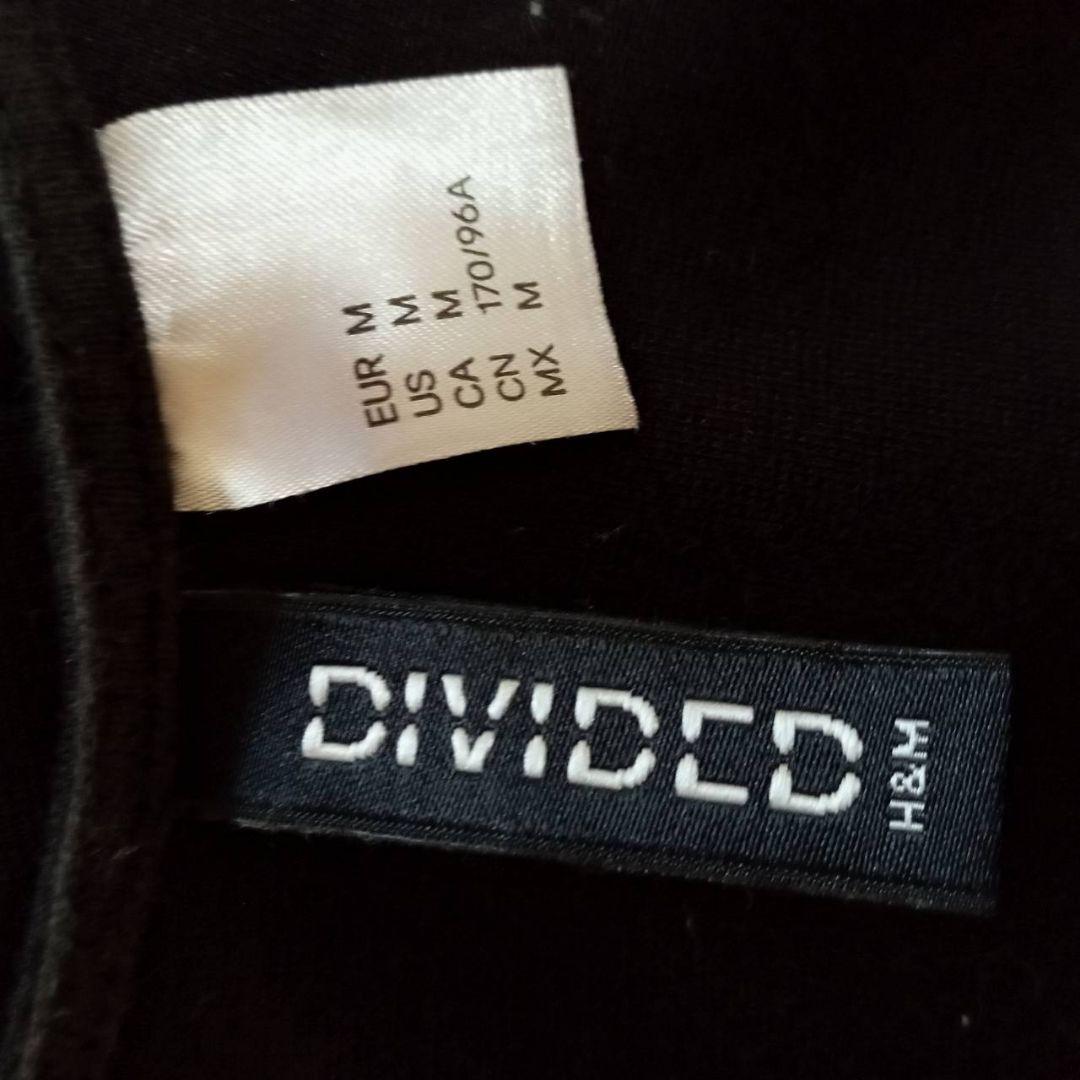 EUR M
US M
CA M
CN 170/96A
MX M
DIVIDED
H&M